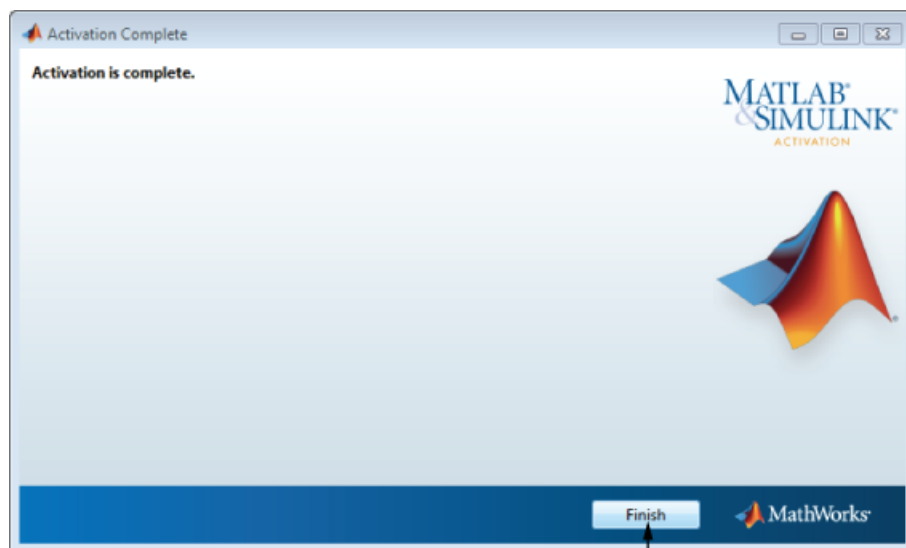 Activation Complete
Activation is complete.
MATLAB®
&SIMULINK®
ACTIVATION
®
Finish
MathWorks®